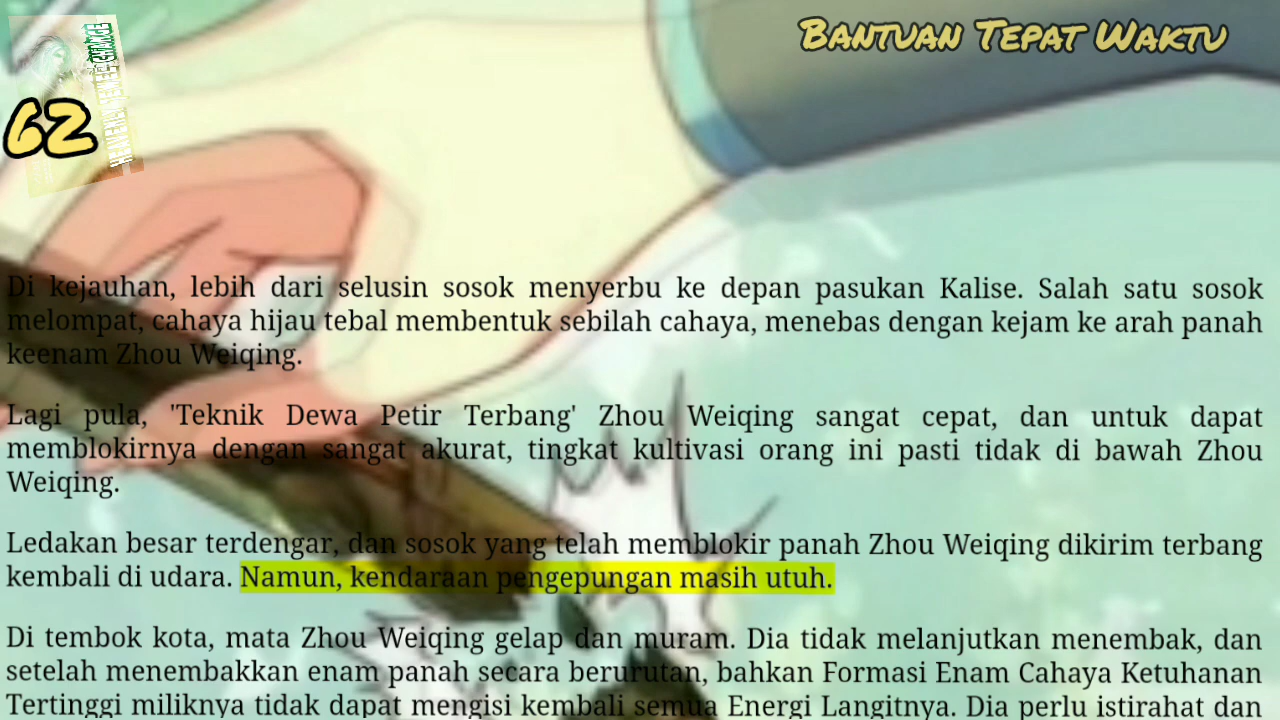 Bantuan Tepat Waktu
HEAVENLY JEWEL CHANGE
62
Di kejauhan, lebih dari selusin sosok menyerbu ke depan pasukan Kalise. Salah satu sosok
melompat, cahaya hijau tebal membentuk sebilah cahaya, menebas dengan kejam ke arah panah
keenam Zhou Weiqing.
Lagi pula, 'Teknik Dewa Petir Terbang' Zhou Weiqing sangat cepat, dan untuk dapat
memblokirnya dengan sangat akurat, tingkat kultivasi orang ini pasti tidak di bawah Zhou
Weiqing.
Ledakan besar terdengar, dan sosok yang telah memblokir panah Zhou Weiqing dikirim terbang
kembali di udara. Namun, kendaraan pengepungan masih utuh.
Di tembok kota, mata Zhou Weiqing gelap dan muram. Dia tidak melanjutkan menembak, dan
setelah menembakkan enam panah secara berurutan, bahkan Formasi Enam Cahaya Ketuhanan
Tertinggi miliknya tidak dapat mengisi kembali semua Energi Langitnya. Dia perlu istirahat dan